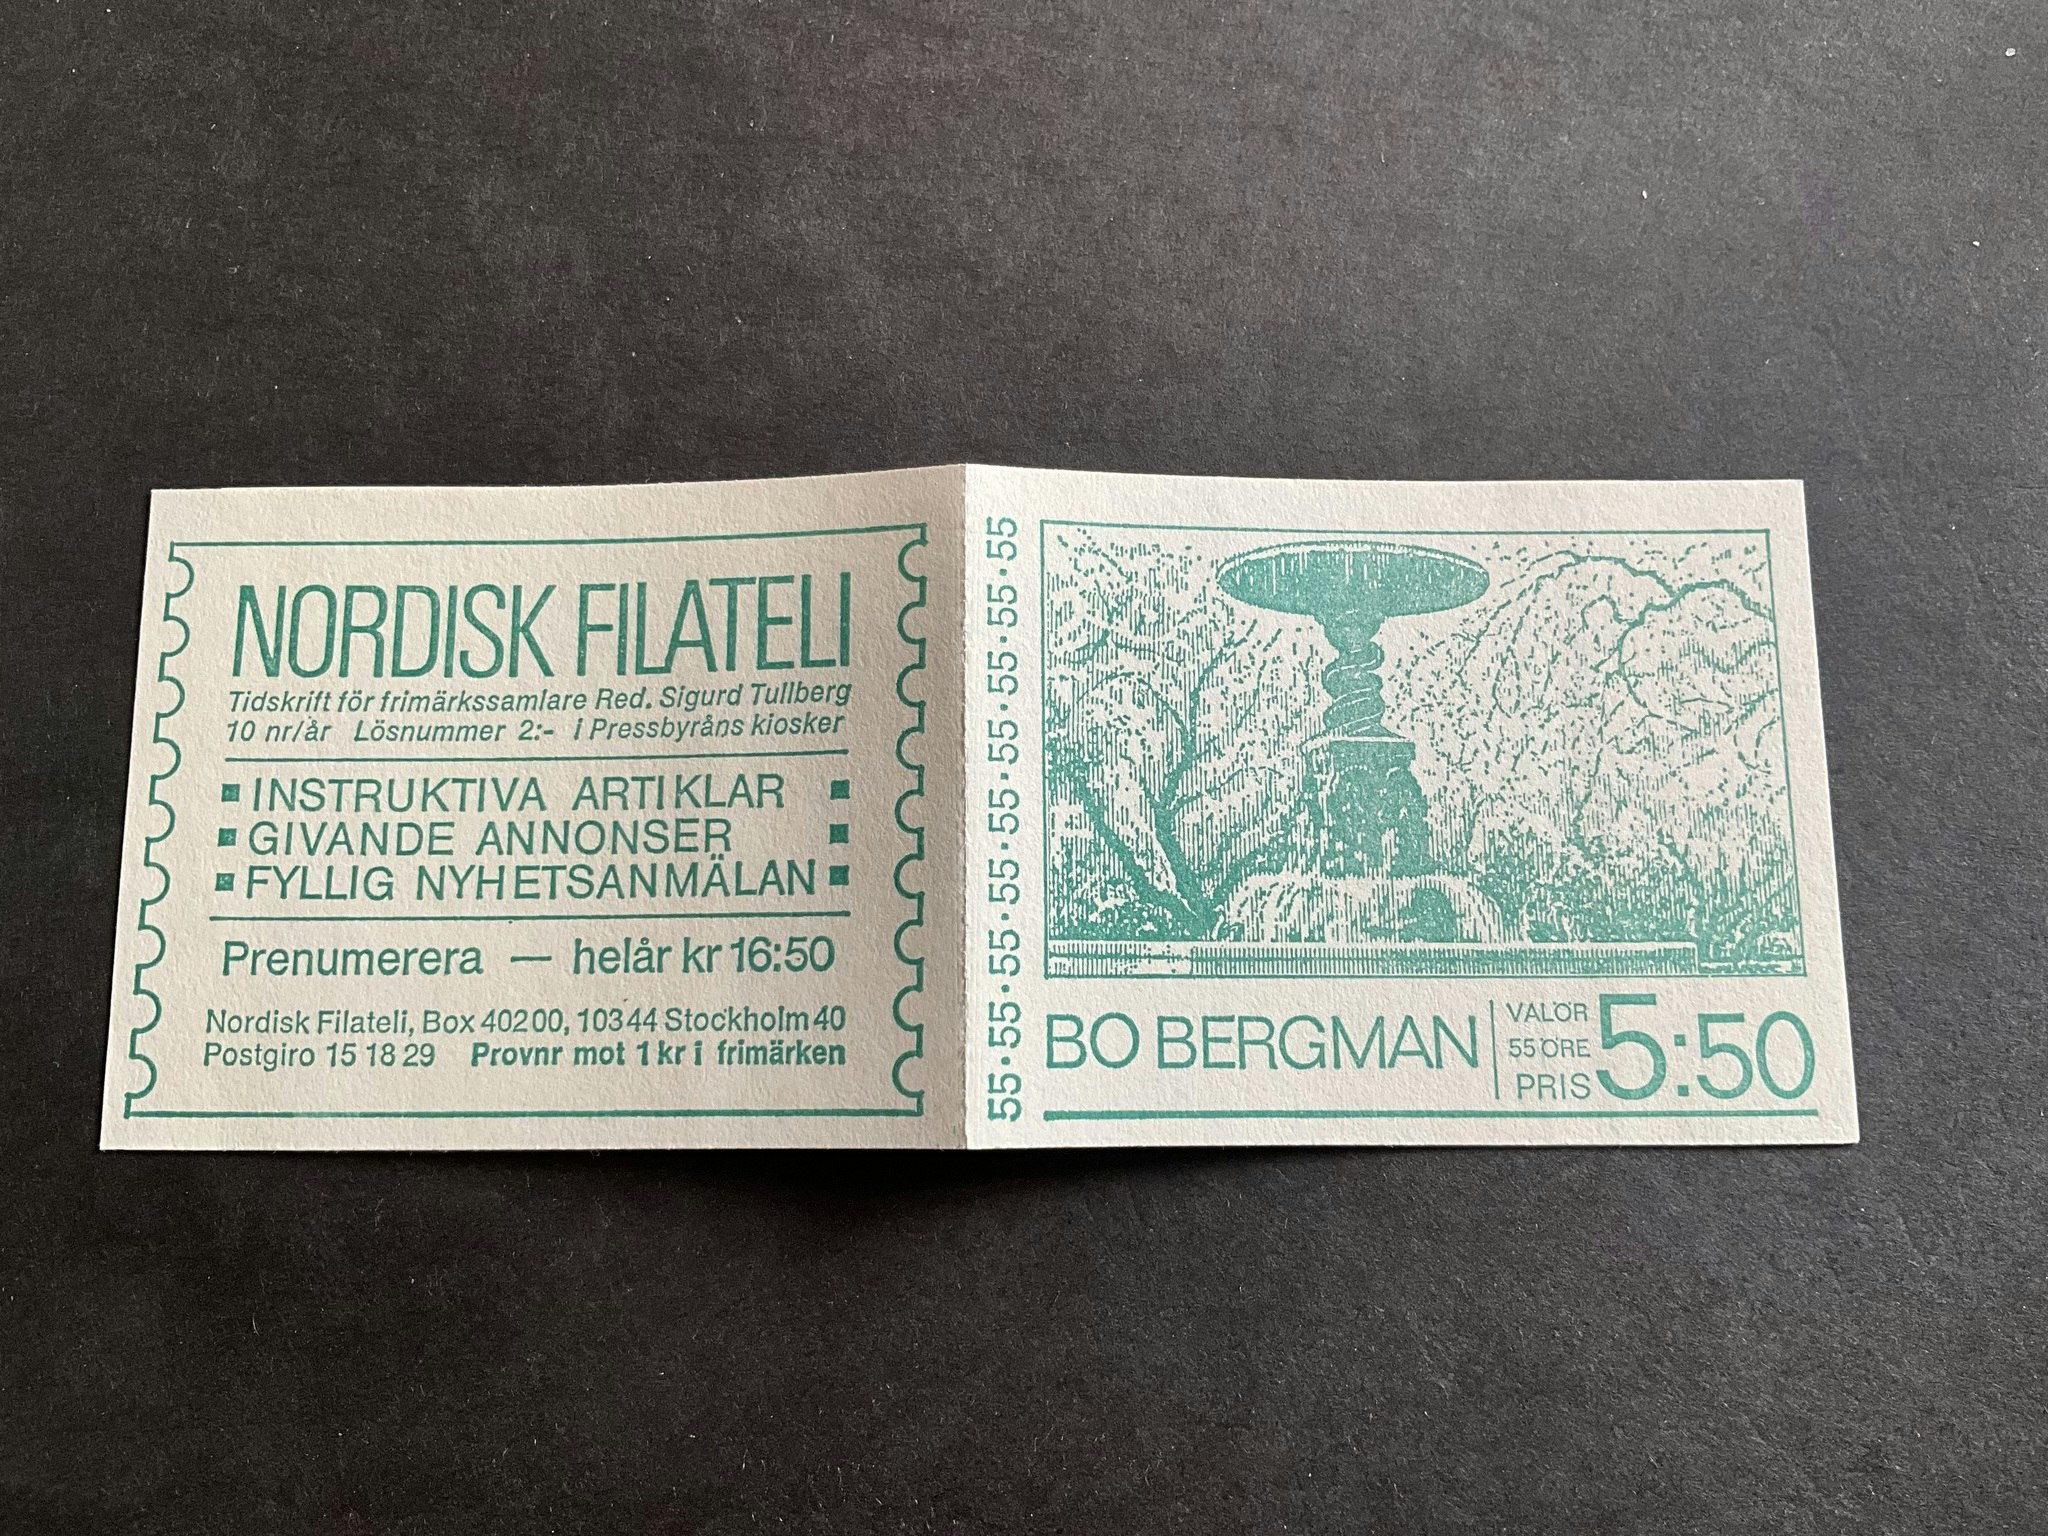 NORDISK FILATELI
Tidskrift för frimärkssamlare Red. Sigurd Tullberg
10 nr/år Lösnummer 2:- i Pressbyråns kiosker
INSTRUKTIVA ARTIKLAR
GIVANDE ANNONSER
FYLLIG NYHETSANMÄLAN
Prenumerera — helår kr 16:50
Nordisk Filateli, Box 40200, 10344 Stockholm 40
Postgiro 15 18 29 Provnr mot 1 kr i frimärken
55·55·55·55·55·55·55·55·55·55
BO BERGMAN
VALÖR
55 ÖRE
PRIS
5:50